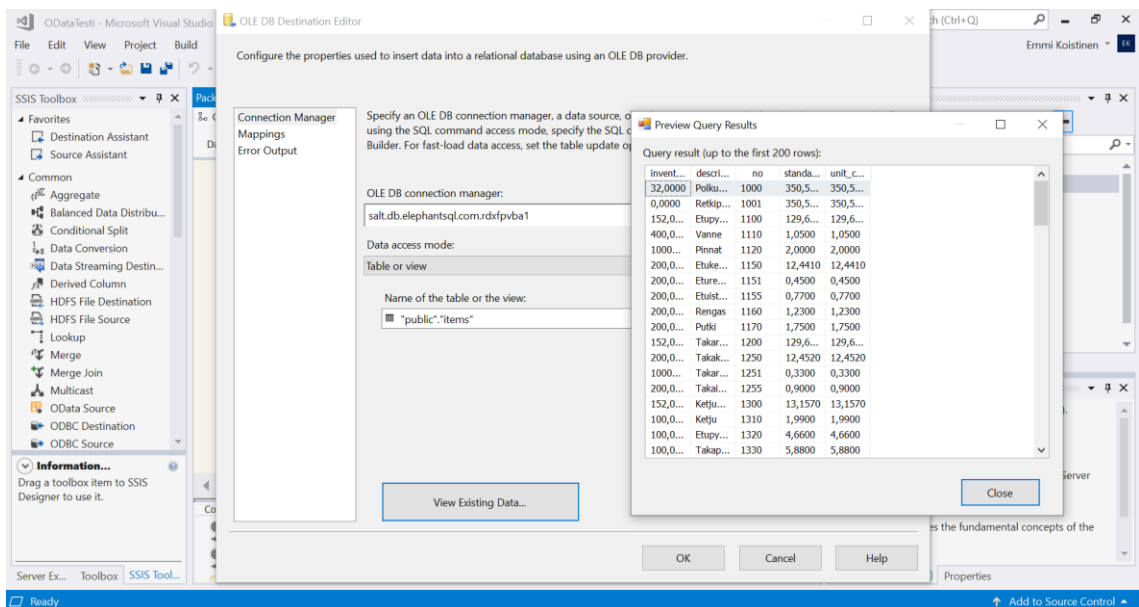 ODataTesti - Microsoft Visual Studio
OLE DB Destination Editor
ch (Ctrl+Q)
File Edit View Project Build
Emmi Koistinen EK
SSIS Toolbox
Favorites
Destination Assistant
Source Assistant
Common
Aggregate
Balanced Data Distribu...
Conditional Split
Data Conversion
Data Streaming Destin...
Derived Column
HDFS File Destination
HDFS File Source
Lookup
Merge
Merge Join
Multicast
OData Source
ODBC Destination
ODBC Source
Information...
Drag a toolbox item to SSIS
Designer to use it.
Server Ex... Toolbox SSIS Tool...
Pack
Da
Co
Configure the properties used to insert data into a relational database using an OLE DB provider.
Connection Manager
Mappings
Error Output
Specify an OLE DB connection manager, a data source, o
using the SQL command access mode, specify the SQL c
Builder. For fast-load data access, set the table update op
OLE DB connection manager:
salt.db.elephantsql.com.rdxfpvba1
Data access mode:
Table or view
Name of the table or the view:
"public"."items"
View Existing Data...
OK Cancel Help
Preview Query Results
Query result (up to the first 200 rows):
invent... descri... no standa... unit_c...
32,0000 Polku... 1000 350,5... 350,5...
0,0000 Retkip... 1001 350,5... 350,5...
152,0... Etupy... 1100 129,6... 129,6...
400,0... Vanne 1110 1,0500 1,0500
1000... Pinnat 1120 2,0000 2,0000
200,0... Etuke... 1150 12,4410 12,4410
200,0... Eture... 1151 0,4500 0,4500
200,0... Etuist... 1155 0,7700 0,7700
200,0... Rengas 1160 1,2300 1,2300
200,0... Putki 1170 1,7500 1,7500
152,0... Takar... 1200 129,6... 129,6...
200,0... Takak... 1250 12,4520 12,4520
1000... Takar... 1251 0,3300 0,3300
200,0... Takai... 1255 0,9000 0,9000
152,0... Ketju... 1300 13,1570 13,1570
100,0... Ketju 1310 1,9900 1,9900
100,0... Etupy... 1320 4,6600 4,6600
100,0... Takap... 1330 5,8800 5,8800
Close
Server
es the fundamental concepts of the
Properties
Ready
Add to Source Control